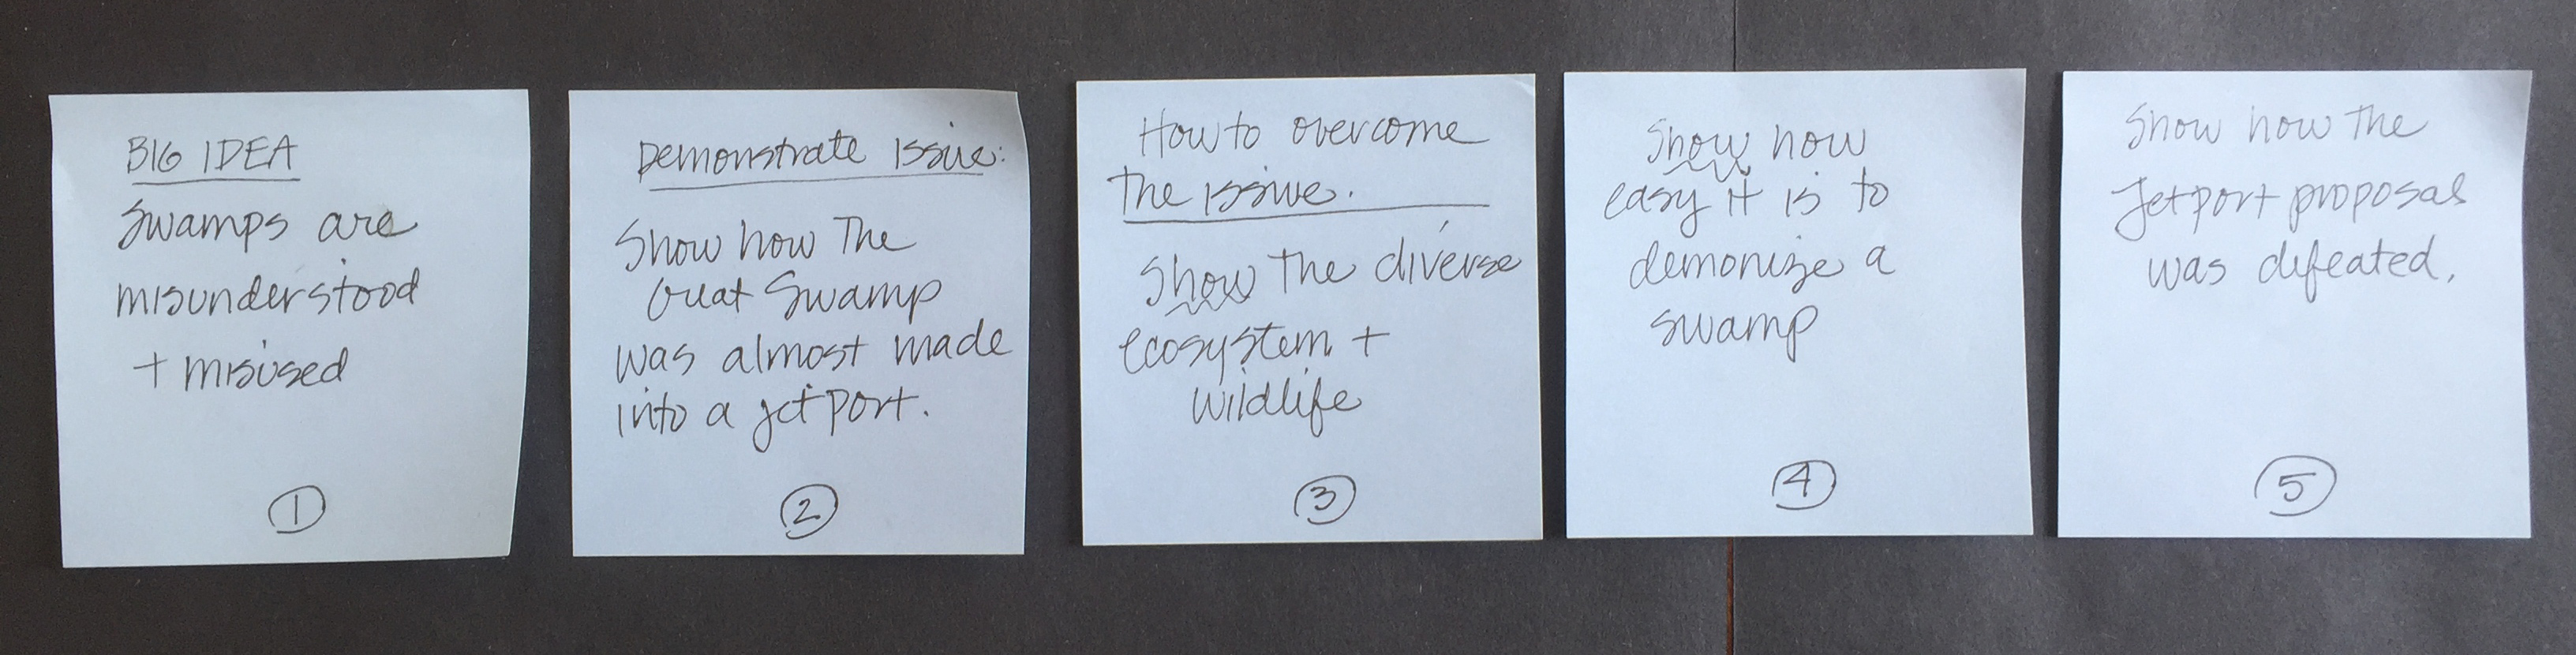 BIG IDEA
Swamps are
misunderstood
+ misused
1
Demonstrate issue:
Show how The
Great Swamp
was almost made
into a jetport.
2
How to overcome
The issue.
Show The diverse
ecosystem +
wildlife
3
Show how
easy it is to
demonize a
swamp
4
Show how the
Jetport proposal
was defeated.
5